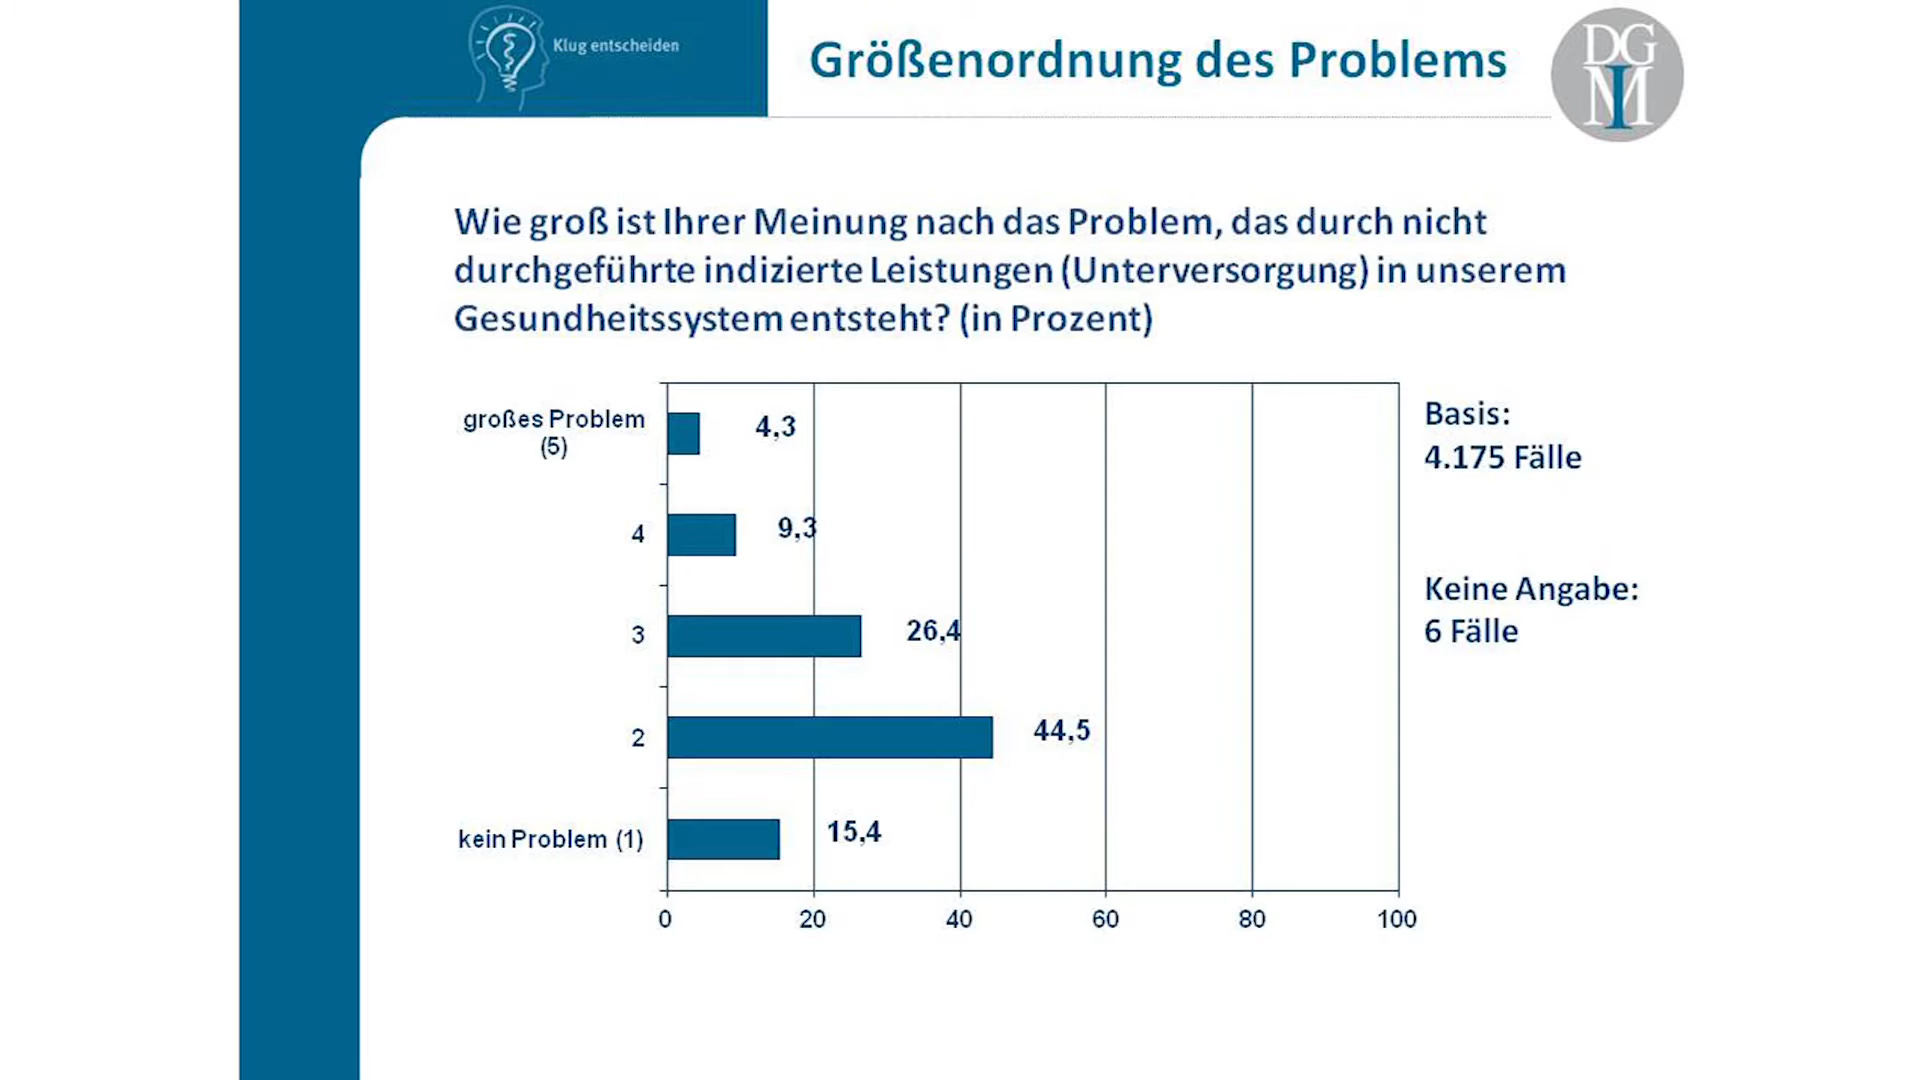 Klug entscheiden
Größenordnung des Problems
DG
IM
Wie groß ist Ihrer Meinung nach das Problem, das durch nicht
durchgeführte indizierte Leistungen (Unterversorgung) in unserem
Gesundheitssystem entsteht? (in Prozent)
großes Problem
(5)
4,3
4
9,3
3
26,4
2
44,5
kein Problem (1)
15,4
0 20 40 60 80 100
Basis:
4.175 Fälle
Keine Angabe:
6 Fälle